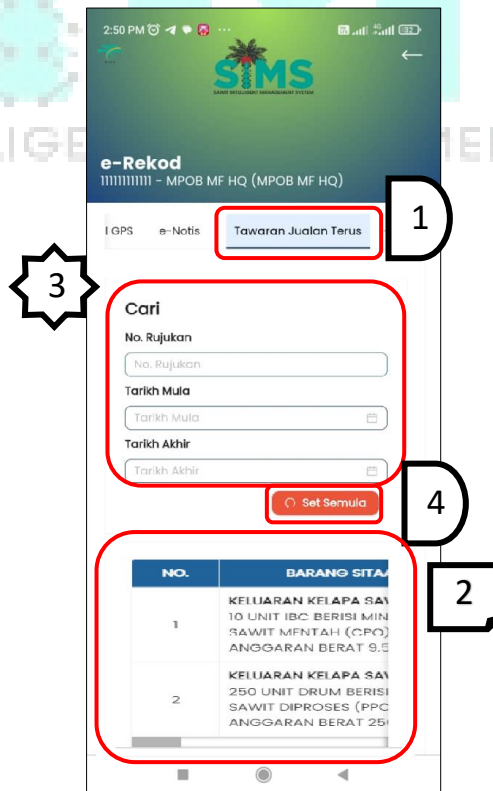 2:50 PM
SIMS
SAWIT INTELLIGENT MANAGEMENT SYSTEM
e-Rekod
111111111111 - MPOB MF HQ (MPOB MF HQ)
GPS e-Notis Tawaran Jualan Terus
1
3
Cari
No. Rujukan
No. Rujukan
Tarikh Mula
Tarikh Mula
Tarikh Akhir
Tarikh Akhir
Set Semula
4
NO. BARANG SITAA
2
KELUARAN KELAPA SAW
1 10 UNIT IBC BERISI MIN
SAWIT MENTAH (CPO)
ANGGARAN BERAT 9.5
KELUARAN KELAPA SAW
2 250 UNIT DRUM BERISI
SAWIT DIPROSES (PPO
ANGGARAN BERAT 250